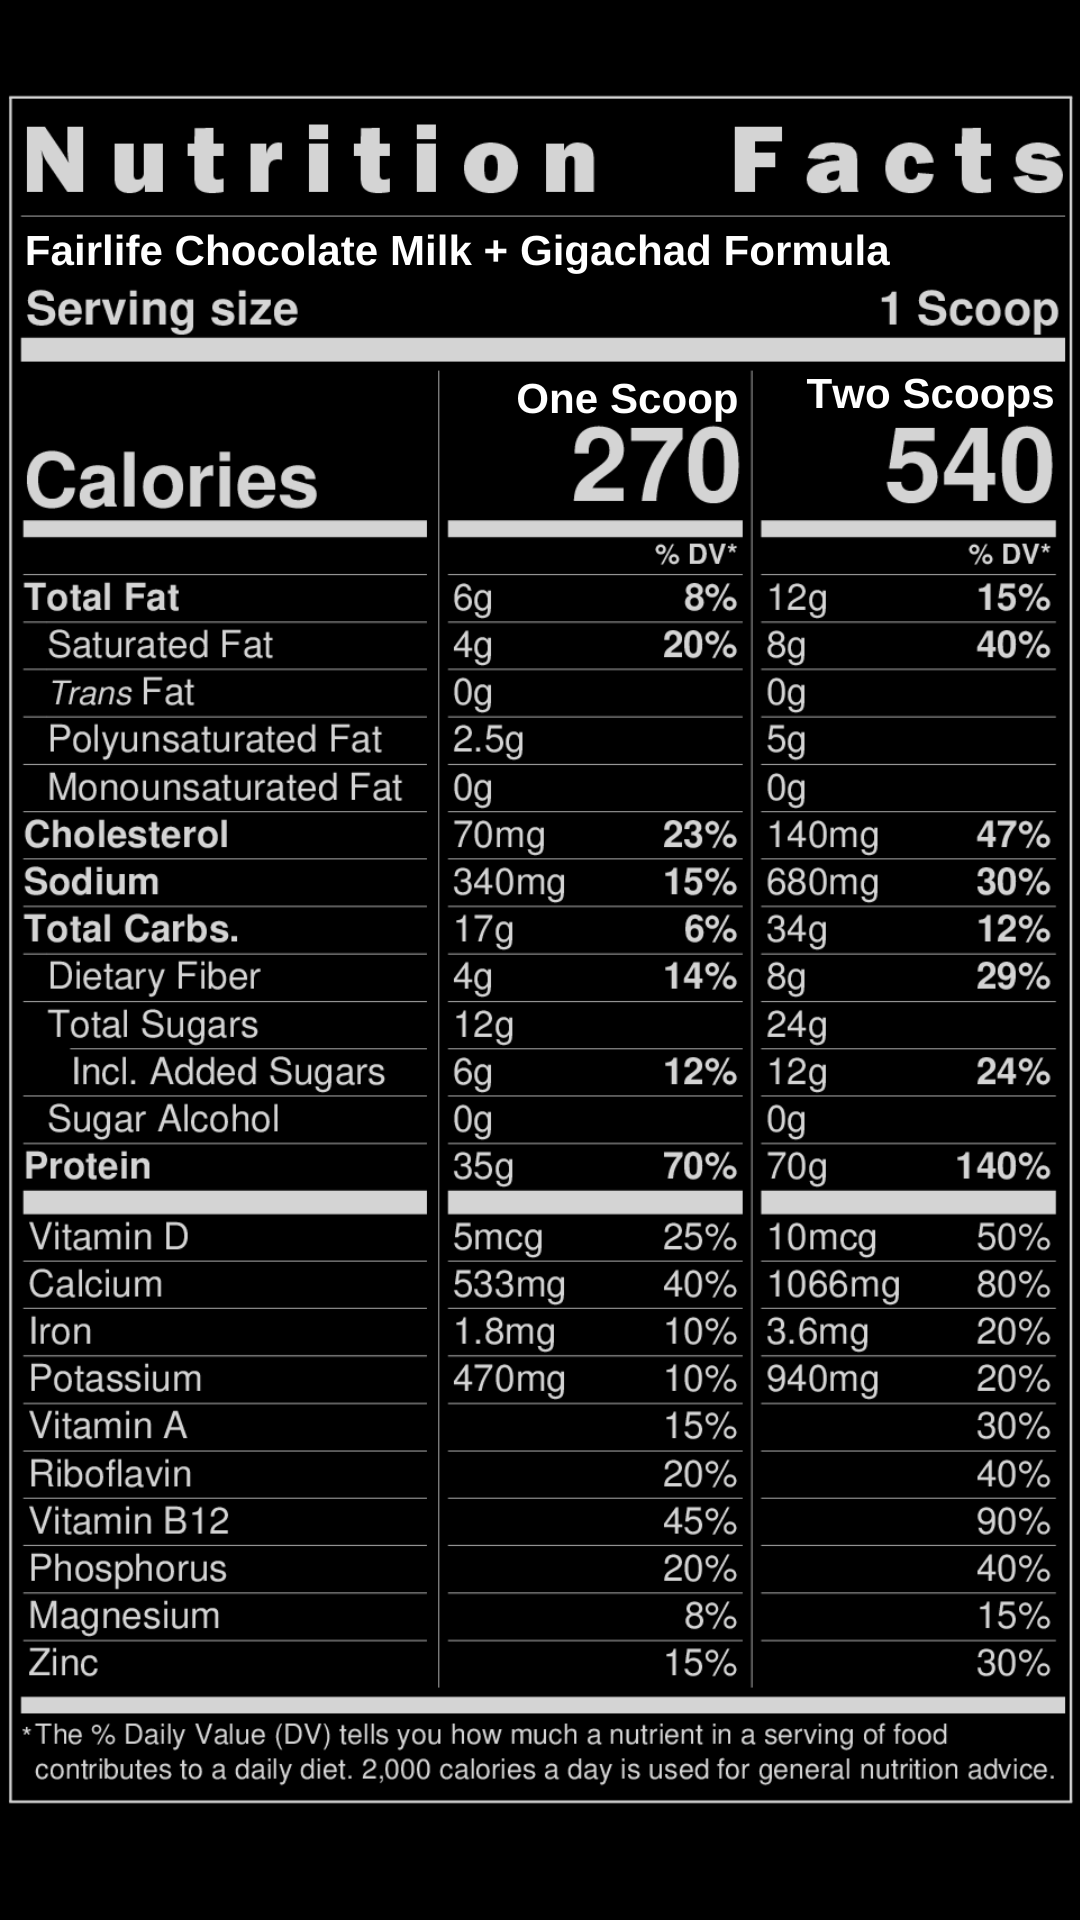 Nutrition Facts
Fairlife Chocolate Milk + Gigachad Formula
Serving size 1 Scoop
One Scoop Two Scoops
Calories 270 540
% DV* % DV*
Total Fat 6g 8% 12g 15%
Saturated Fat 4g 20% 8g 40%
Trans Fat 0g 0g
Polyunsaturated Fat 2.5g 5g
Monounsaturated Fat 0g 0g
Cholesterol 70mg 23% 140mg 47%
Sodium 340mg 15% 680mg 30%
Total Carbs. 17g 6% 34g 12%
Dietary Fiber 4g 14% 8g 29%
Total Sugars 12g 24g
Incl. Added Sugars 6g 12% 12g 24%
Sugar Alcohol 0g 0g
Protein 35g 70% 70g 140%
Vitamin D 5mcg 25% 10mcg 50%
Calcium 533mg 40% 1066mg 80%
Iron 1.8mg 10% 3.6mg 20%
Potassium 470mg 10% 940mg 20%
Vitamin A 15% 30%
Riboflavin 20% 40%
Vitamin B12 45% 90%
Phosphorus 20% 40%
Magnesium 8% 15%
Zinc 15% 30%
*The % Daily Value (DV) tells you how much a nutrient in a serving of food
contributes to a daily diet. 2,000 calories a day is used for general nutrition advice.